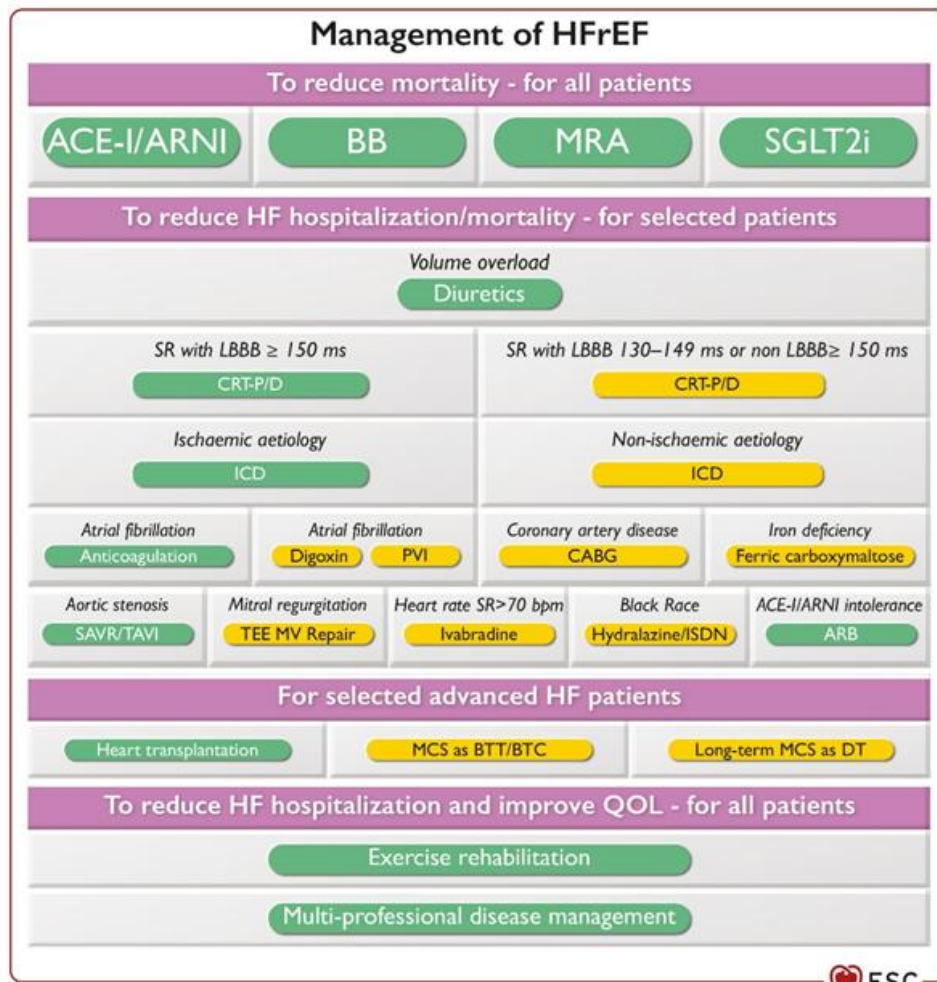 Management of HFrEF
To reduce mortality - for all patients
ACE-I/ARNI
BB
MRA
SGLT2i
To reduce HF hospitalization/mortality - for selected patients
Volume overload
Diuretics
SR with LBBB ≥ 150 ms
SR with LBBB 130–149 ms or non LBBB≥ 150 ms
CRT-P/D
CRT-P/D
Ischaemic aetiology
Non-ischaemic aetiology
ICD
ICD
Atrial fibrillation
Atrial fibrillation
Coronary artery disease
Iron deficiency
Anticoagulation
Digoxin
PVI
CABG
Ferric carboxymaltose
Aortic stenosis
Mitral regurgitation
Heart rate SR>70 bpm
Black Race
ACE-I/ARNI intolerance
SAVR/TAVI
TEE MV Repair
Ivabradine
Hydralazine/ISDN
ARB
For selected advanced HF patients
Heart transplantation
MCS as BTT/BTC
Long-term MCS as DT
To reduce HF hospitalization and improve QOL - for all patients
Exercise rehabilitation
Multi-professional disease management
ESC